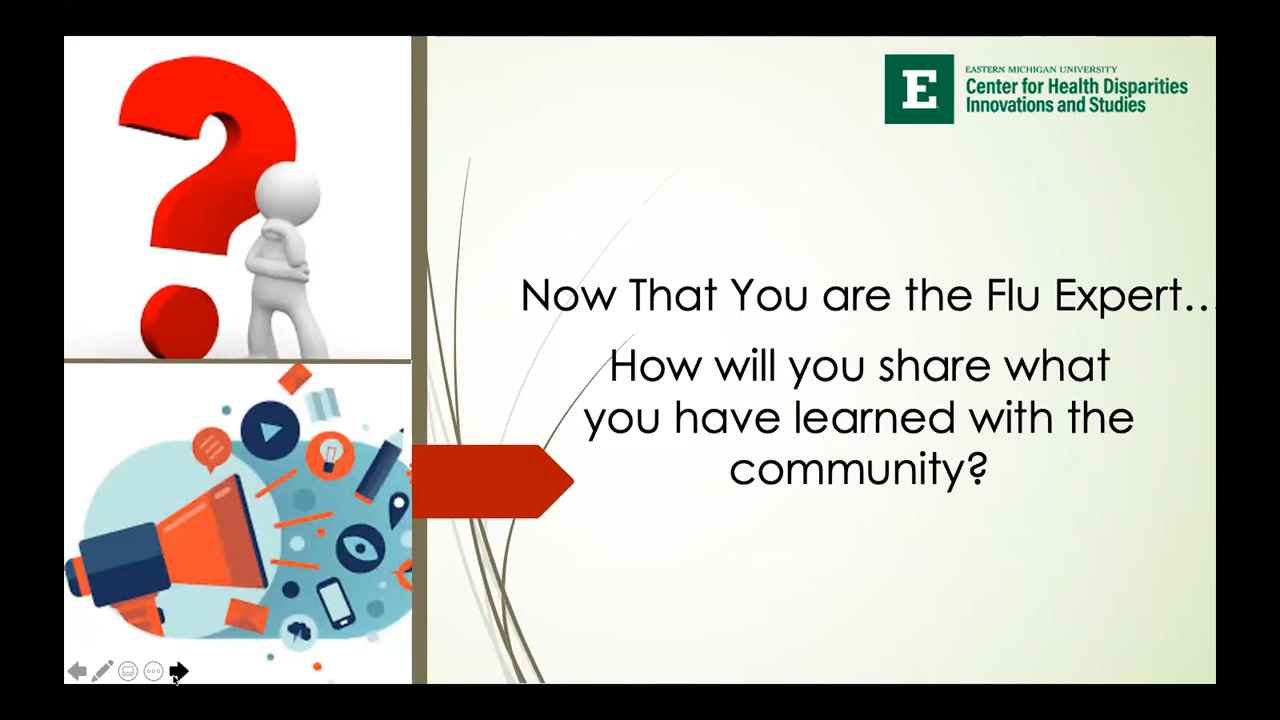 E
EASTERN MICHIGAN UNIVERSITY
Center for Health Disparities
Innovations and Studies
Now That You are the Flu Expert…
How will you share what
you have learned with the
community?